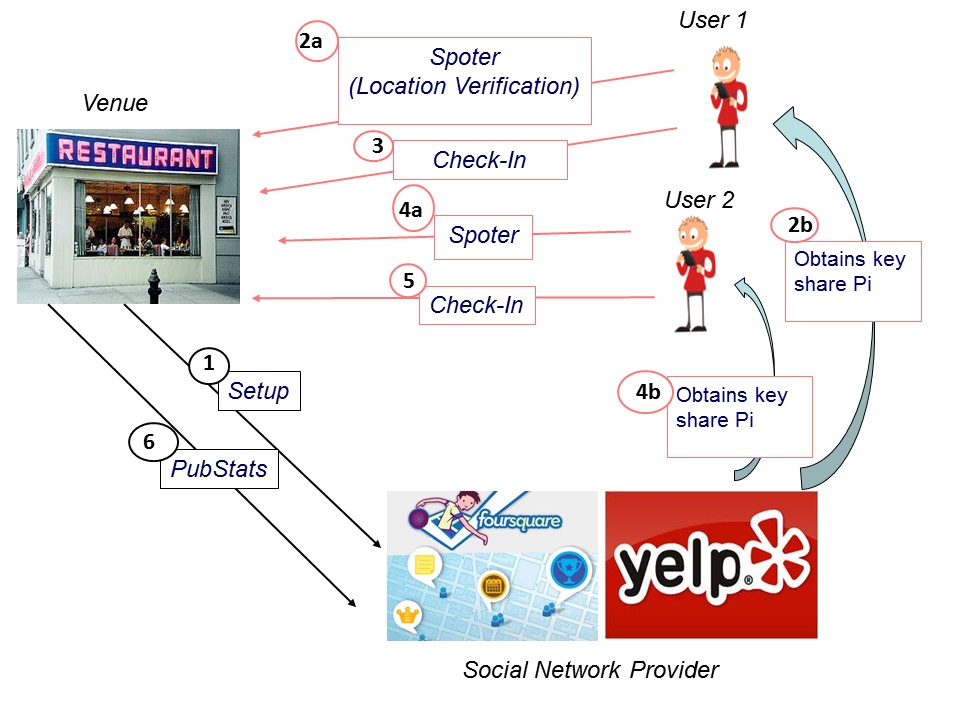 User 1
2a
Spoter
(Location Verification)
Venue
RESTAURANT
3
Check-In
User 2
4a
Spoter
2b
Obtains key
share Pi
5
Check-In
1
Setup
4b
Obtains key
share Pi
6
PubStats
foursquare
yelp
Social Network Provider